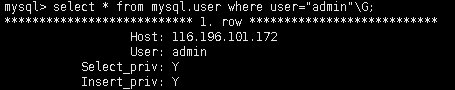 mysql> select * from mysql.user where user="admin"\G;
*************************** 1. row ***************************
Host: 116.196.101.172
User: admin
Select_priv: Y
Insert_priv: Y